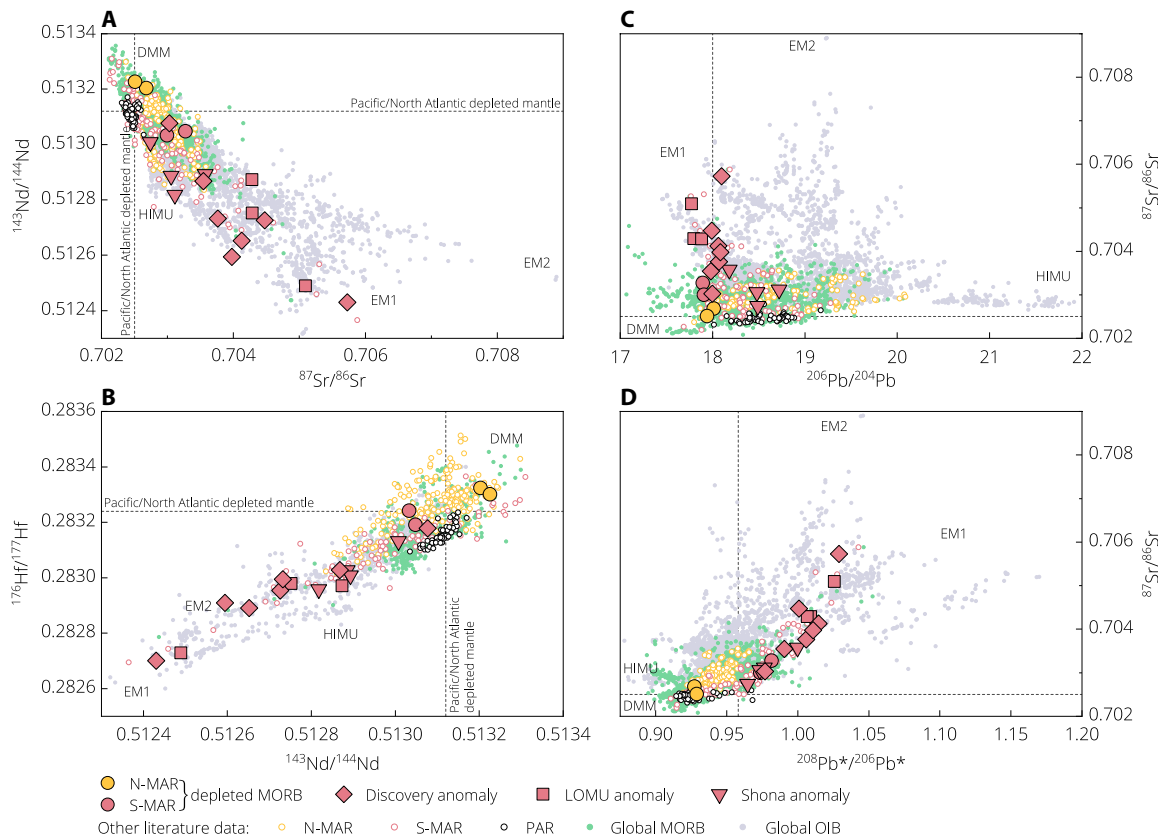 A
0.5134
0.5132
0.5130
0.5128
0.5126
0.5124
¹⁴³Nd/¹⁴⁴Nd
DMM
Pacific/North Atlantic depleted mantle
Pacific/North Atlantic depleted mantle
HIMU
EM2
EM1
0.702
0.704
0.706
0.708
⁸⁷Sr/⁸⁶Sr
C
EM2
EM1
HIMU
DMM
0.708
0.706
0.704
0.702
⁸⁷Sr/⁸⁶Sr
17
18
19
20
21
22
²⁰⁶Pb/²⁰⁴Pb
B
0.2836
0.2834
0.2832
0.2830
0.2828
0.2826
¹⁷⁶Hf/¹⁷⁷Hf
DMM
Pacific/North Atlantic depleted mantle
EM2
HIMU
EM1
Pacific/North Atlantic
depleted mantle
0.5124
0.5126
0.5128
0.5130
0.5132
0.5134
¹⁴³Nd/¹⁴⁴Nd
D
EM2
EM1
HIMU
DMM
0.708
0.706
0.704
0.702
⁸⁷Sr/⁸⁶Sr
0.90
0.95
1.00
1.05
1.10
1.15
1.20
²⁰⁸Pb*/²⁰⁶Pb*
N-MAR
S-MAR
depleted MORB
Discovery anomaly
LOMU anomaly
Shona anomaly
Other literature data:
N-MAR
S-MAR
PAR
Global MORB
Global OIB